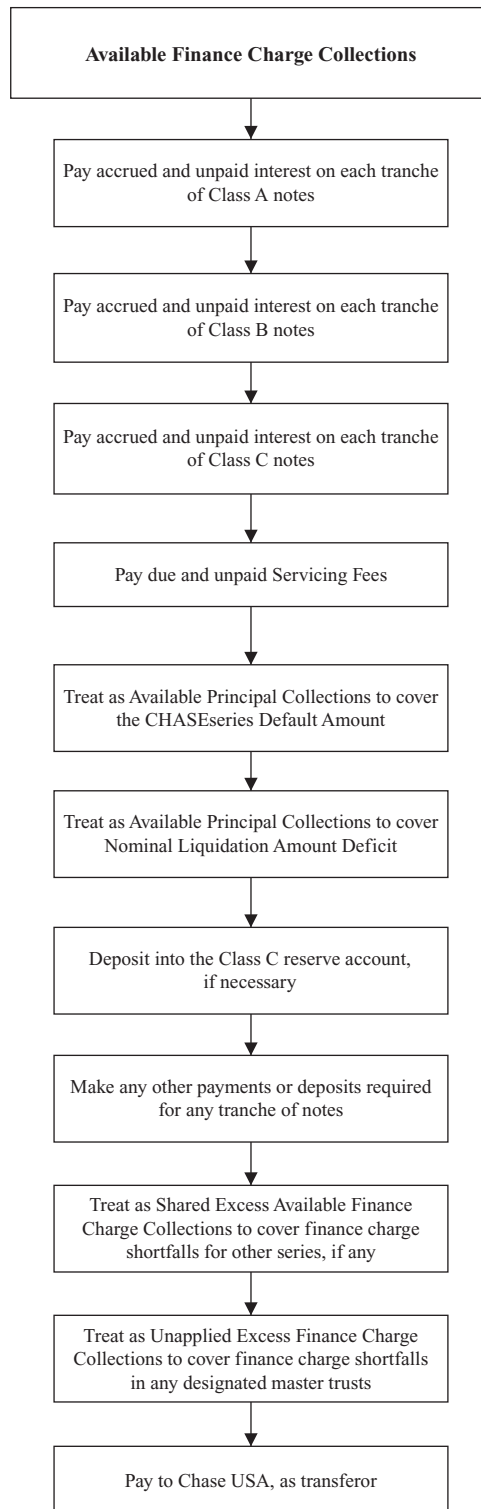 Available Finance Charge Collections
Pay accrued and unpaid interest on each tranche
of Class A notes
Pay accrued and unpaid interest on each tranche
of Class B notes
Pay accrued and unpaid interest on each tranche
of Class C notes
Pay due and unpaid Servicing Fees
Treat as Available Principal Collections to cover
the CHASEseries Default Amount
Treat as Available Principal Collections to cover
Nominal Liquidation Amount Deficit
Deposit into the Class C reserve account,
if necessary
Make any other payments or deposits required
for any tranche of notes
Treat as Shared Excess Available Finance
Charge Collections to cover finance charge
shortfalls for other series, if any
Treat as Unapplied Excess Finance Charge
Collections to cover finance charge shortfalls
in any designated master trusts
Pay to Chase USA, as transferor